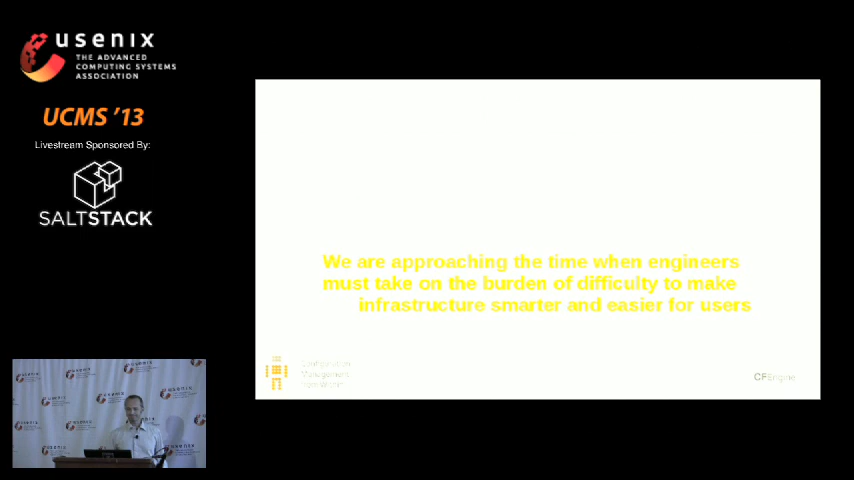 usenix
THE ADVANCED
COMPUTING SYSTEMS
ASSOCIATION
UCMS '13
Livestream Sponsored By:
SALTSTACK
We are approaching the time when engineers
must take on the burden of difficulty to make
infrastructure smarter and easier for users
Configuration
Management
CFEngine